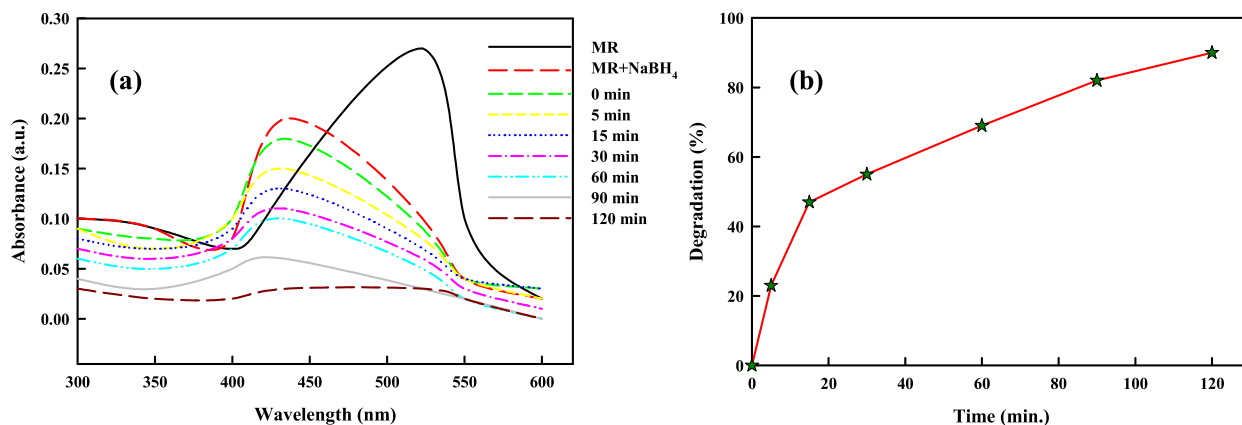 (a)
Absorbance (a.u.)
0.30
0.25
0.20
0.15
0.10
0.05
0.00
300 350 400 450 500 550 600
Wavelength (nm)
MR
MR+NaBH4
0 min
5 min
15 min
30 min
60 min
90 min
120 min
(b)
Degradation (%)
100
80
60
40
20
0
0 20 40 60 80 100 120
Time (min.)